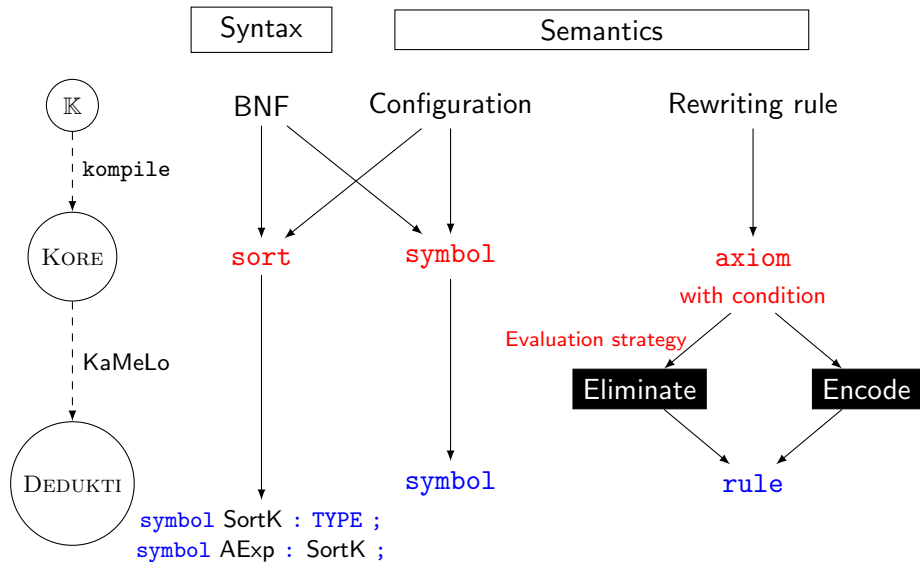 Syntax
Semantics
𝕂
BNF
Configuration
Rewriting rule
kompile
KORE
sort
symbol
axiom
with condition
Evaluation strategy
KaMeLo
Eliminate
Encode
DEDUKTI
symbol
rule
symbol SortK : TYPE ;
symbol AExp : SortK ;